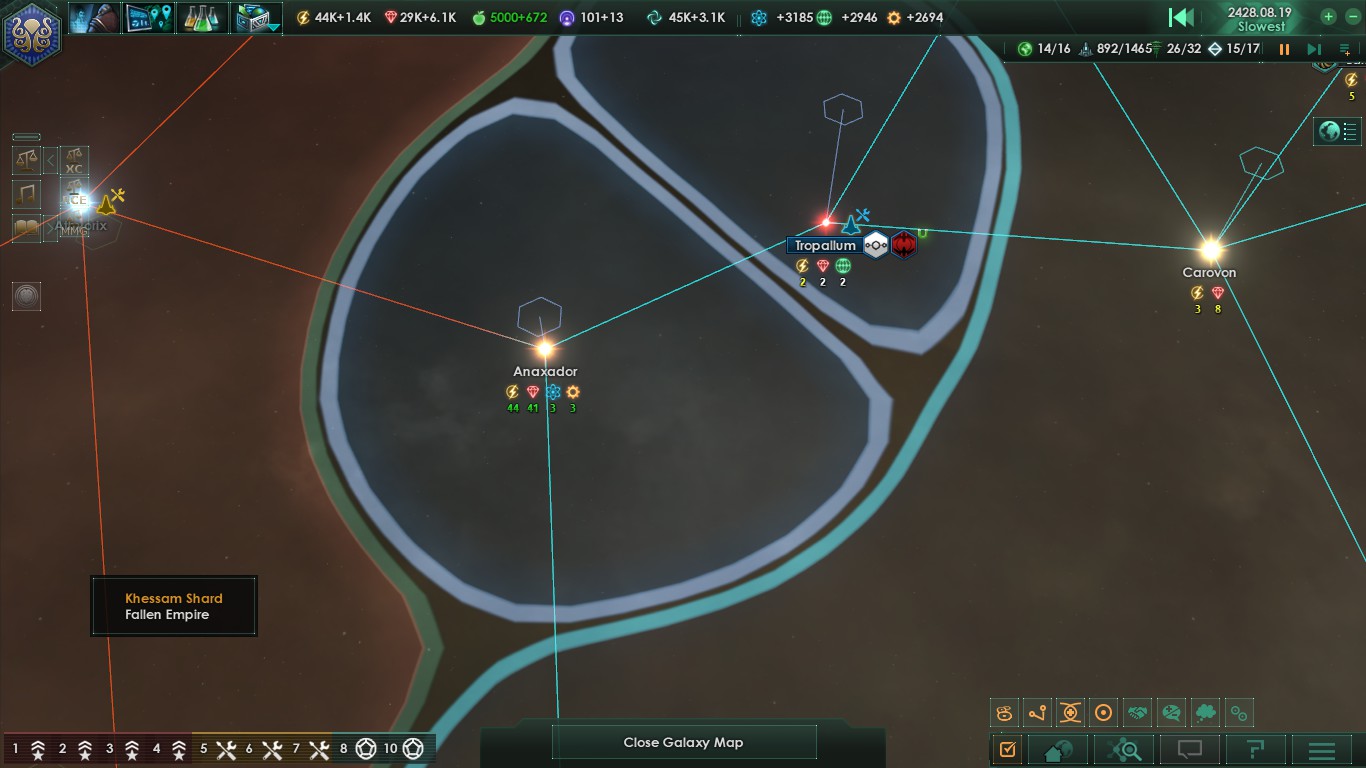 44K+1.4K 29K+6.1K 5000+672 101+13 45K+3.1K +3185 +2946 +2694
2428.08.19
Slowest
14/16 892/1465 26/32 15/17
5
XC
CE
MMG
Tropallum
2 2 2
Carovon
3 8
Anaxador
44 41 3 3
Khessam Shard
Fallen Empire
Close Galaxy Map
1 2 3 4 5 6 7 8 10